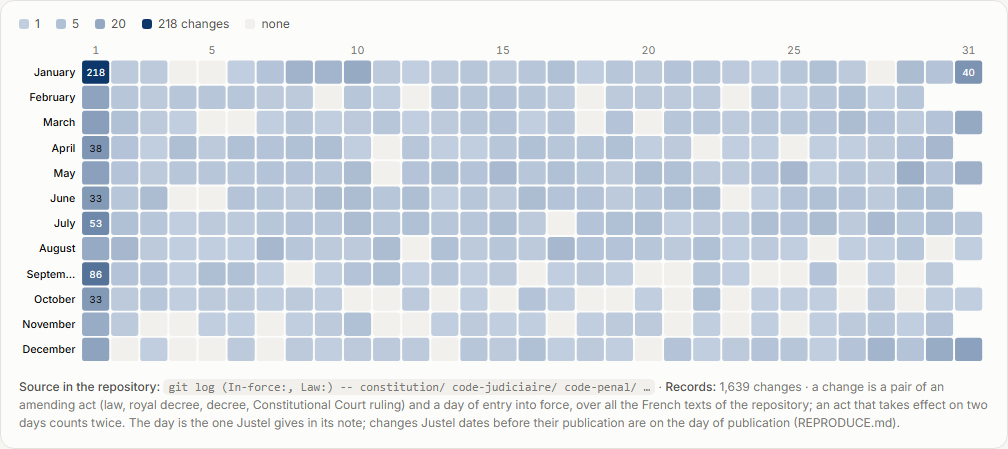 1 5 20 218 changes none
1 5 10 15 20 25 31
January 218 40
February
March
April 38
May
June 33
July 53
August
Septem... 86
October 33
November
December
Source in the repository: git log (In-force:, Law:) -- constitution/ code-judiciaire/ code-penal/ … · Records: 1,639 changes · a change is a pair of an
amending act (law, royal decree, decree, Constitutional Court ruling) and a day of entry into force, over all the French texts of the repository; an act that takes effect on two
days counts twice. The day is the one Justel gives in its note; changes Justel dates before their publication are on the day of publication (REPRODUCE.md).